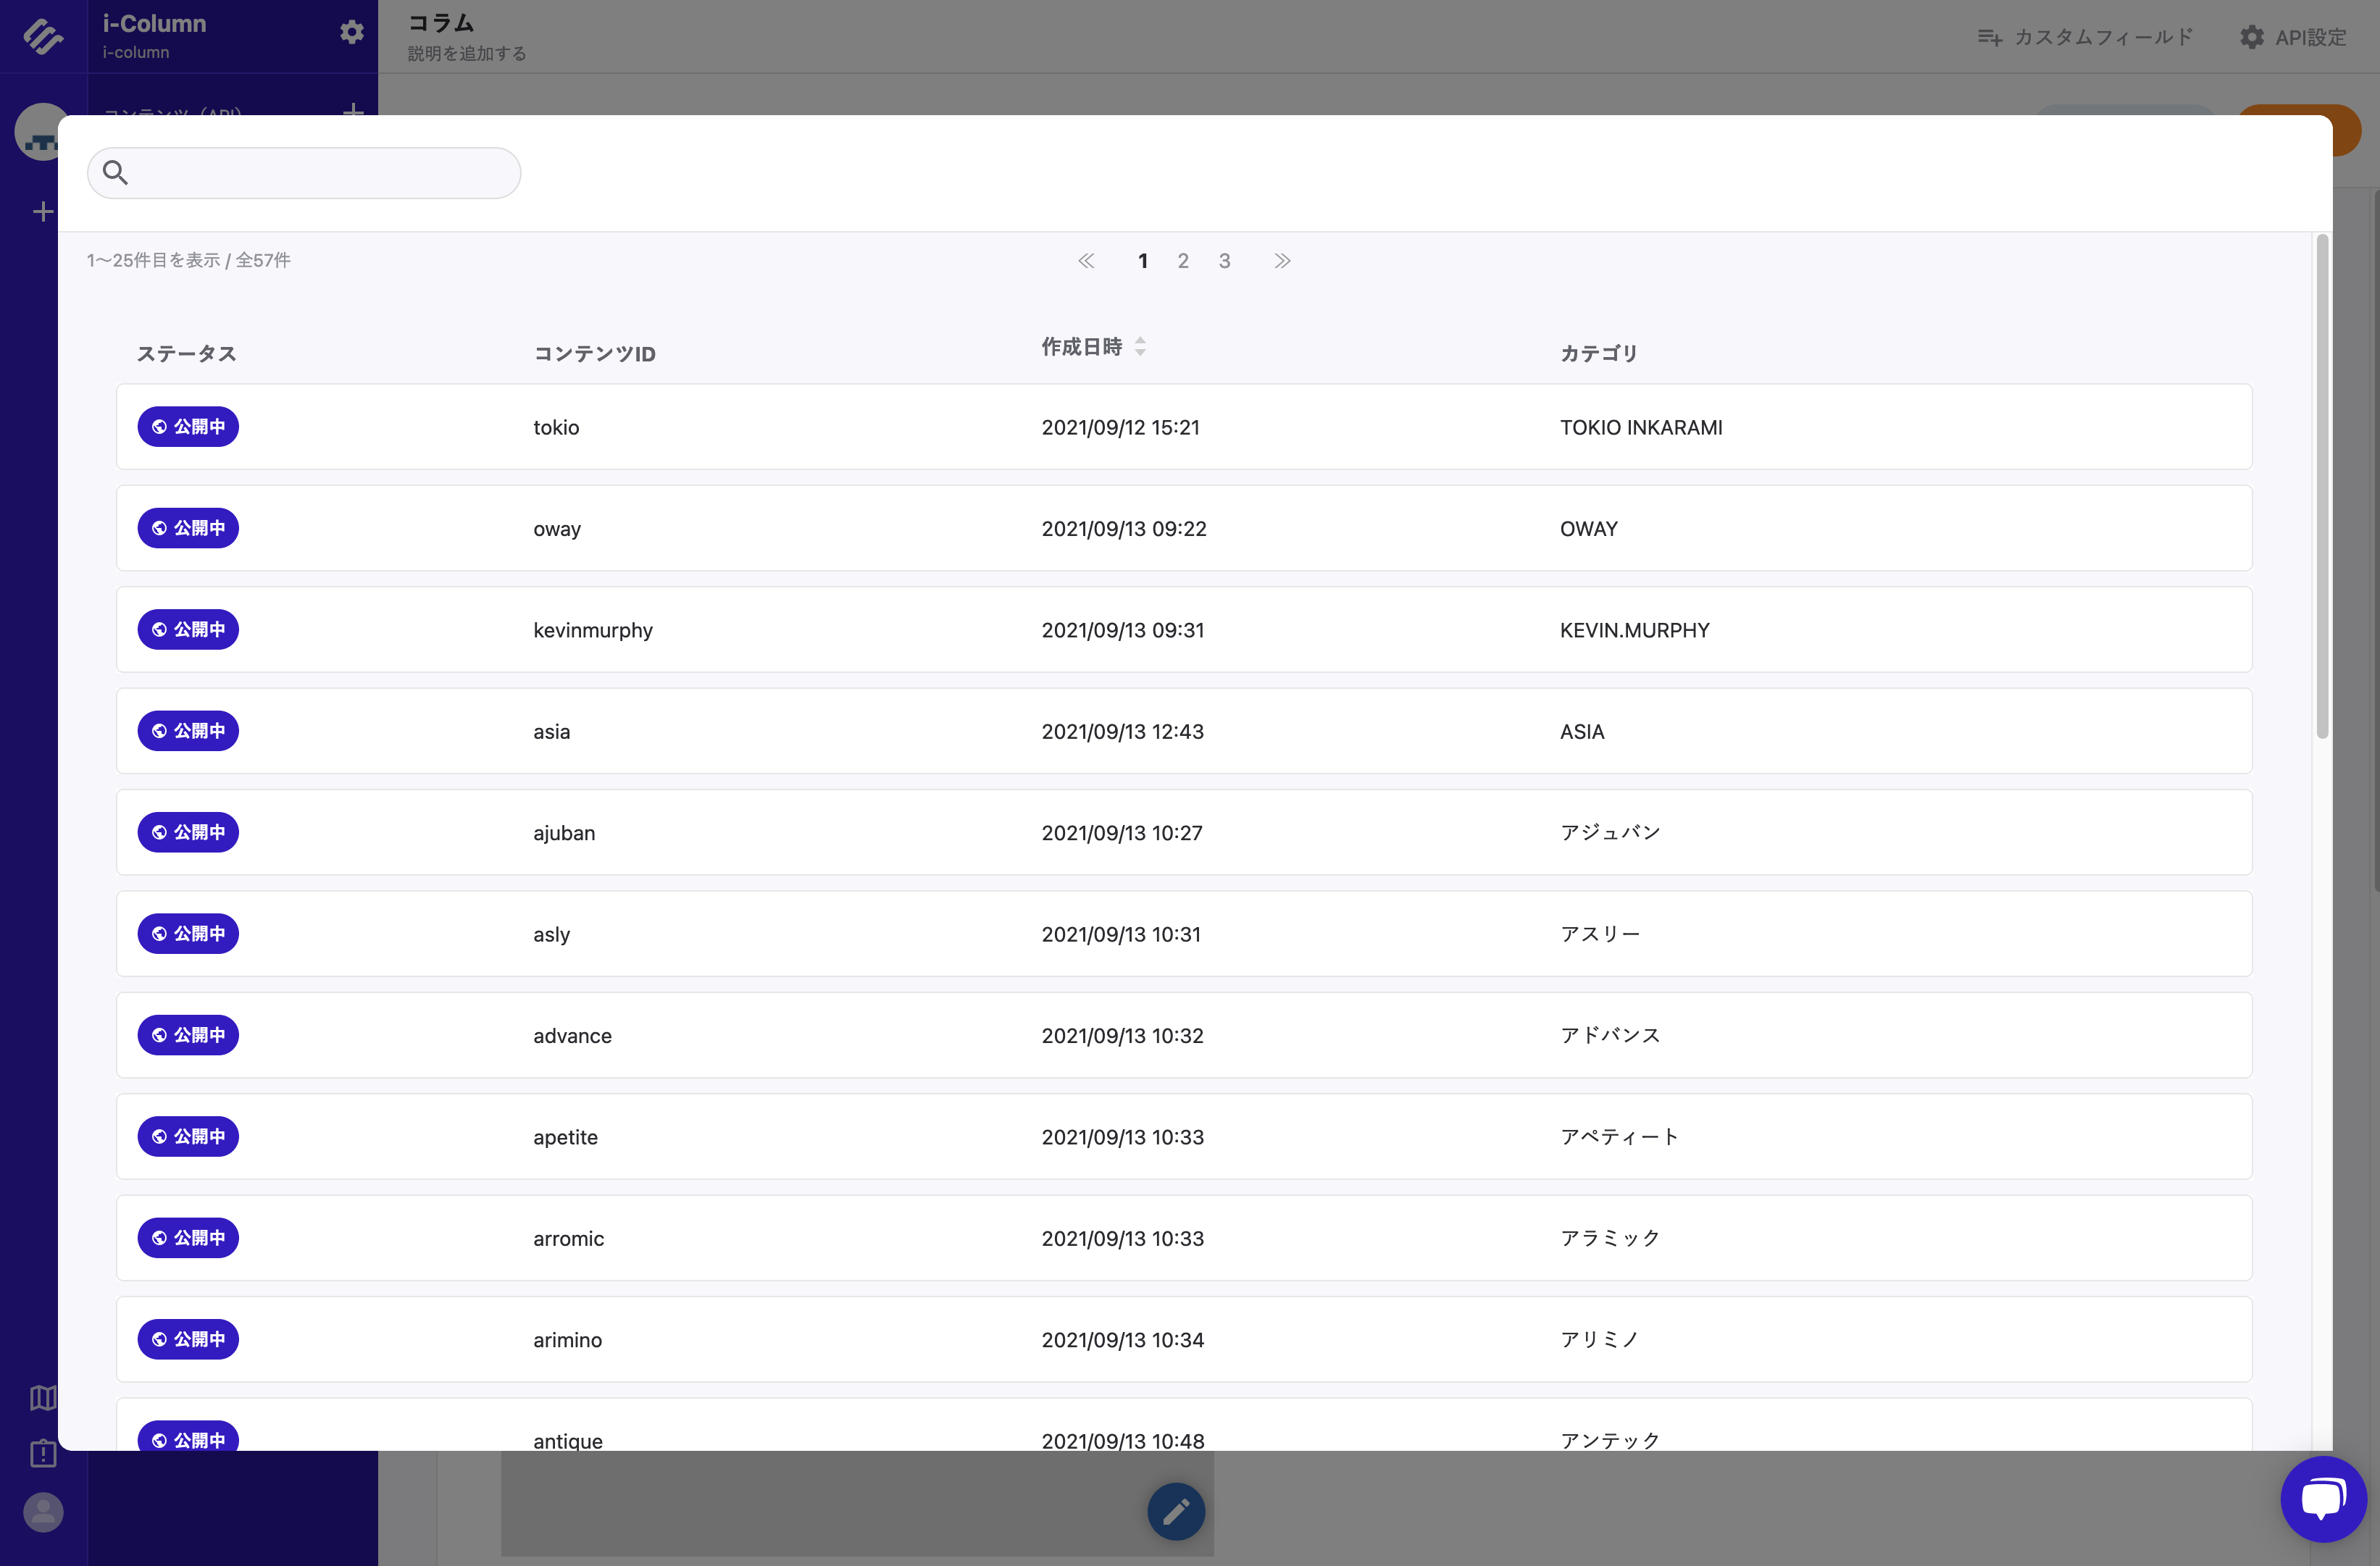 i-Column
i-column
コラム
説明を追加する
カスタムフィールド
API設定
コンテンツ (API)
1〜25件目を表示 / 全57件
1 2 3
ステータス コンテンツID 作成日時 カテゴリ
公開中 tokio 2021/09/12 15:21 TOKIO INKARAMI
公開中 oway 2021/09/13 09:22 OWAY
公開中 kevinmurphy 2021/09/13 09:31 KEVIN.MURPHY
公開中 asia 2021/09/13 12:43 ASIA
公開中 ajuban 2021/09/13 10:27 アジュバン
公開中 asly 2021/09/13 10:31 アスリー
公開中 advance 2021/09/13 10:32 アドバンス
公開中 apetite 2021/09/13 10:33 アペティート
公開中 arromic 2021/09/13 10:33 アラミック
公開中 arimino 2021/09/13 10:34 アリミノ
公開中 antique 2021/09/13 10:48 アンテック